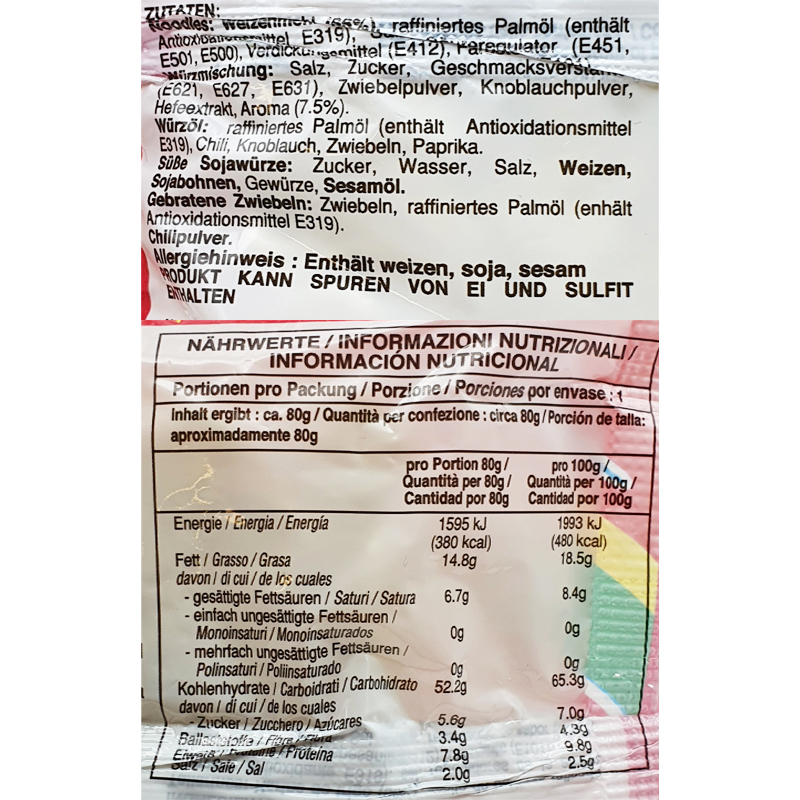 ZUTATEN:
Noodles: Weizenmehl (66%), raffiniertes Palmöl (enthält
Antioxidationsmittel E319),
E501, E500), Verdickungsmittel (E412), (E451,
Würzmischung: Salz, Zucker,
(E621, E627, E631), Zwiebelpulver, Knoblauchpulver,
Hefeextrakt, Aroma (7.5%).
Würzöl: raffiniertes Palmöl (enthält Antioxidationsmittel
E319), Chili, Knoblauch, Zwiebeln, Paprika.
Süße Sojawürze: Zucker, Wasser, Salz, Weizen,
Sojabohnen, Gewürze, Sesamöl.
Gebratene Zwiebeln: Zwiebeln, raffiniertes Palmöl (enhält
Antioxidationsmittel E319).
Chilipulver.
Allergiehinweis : Enthält weizen, soja, sesam
PRODUKT KANN SPUREN VON EI UND SULFIT
ENTHALTEN
NÄHRWERTE / INFORMAZIONI NUTRIZIONALI /
INFORMACIÓN NUTRICIONAL
Portionen pro Packung / Porzione / Porciones por envase : 1
Inhalt ergibt : ca. 80g / Quantità per confezione : circa 80g / Porción de talla:
aproximadamente 80g
pro Portion 80g / pro 100g /
Quantità per 80g / Quantità per 100g /
Cantidad por 80g Cantidad por 100g
Energie / Energia / Energía 1595 kJ 1993 kJ
(380 kcal) (480 kcal)
Fett / Grasso / Grasa 14.8g 18.5g
davon / di cui / de los cuales
- gesättigte Fettsäuren / Saturi / Satura 6.7g 8.4g
- einfach ungesättigte Fettsäuren /
Monoinsaturi / Monoinsaturados 0g 0g
- mehrfach ungesättigte Fettsäuren /
Polinsaturi / Poliinsaturado 0g 0g
Kohlenhydrate / Carboidrati / Carbohidrato 52.2g 65.3g
davon / di cui / de los cuales
- Zucker / Zucchero / Azúcares 5.6g 7.0g
Ballaststoffe / Fibre / Fibra 3.4g 4.3g
Eiweiß / Proteine / Proteína 7.8g 9.8g
Salz / Sale / Sal 2.0g 2.5g